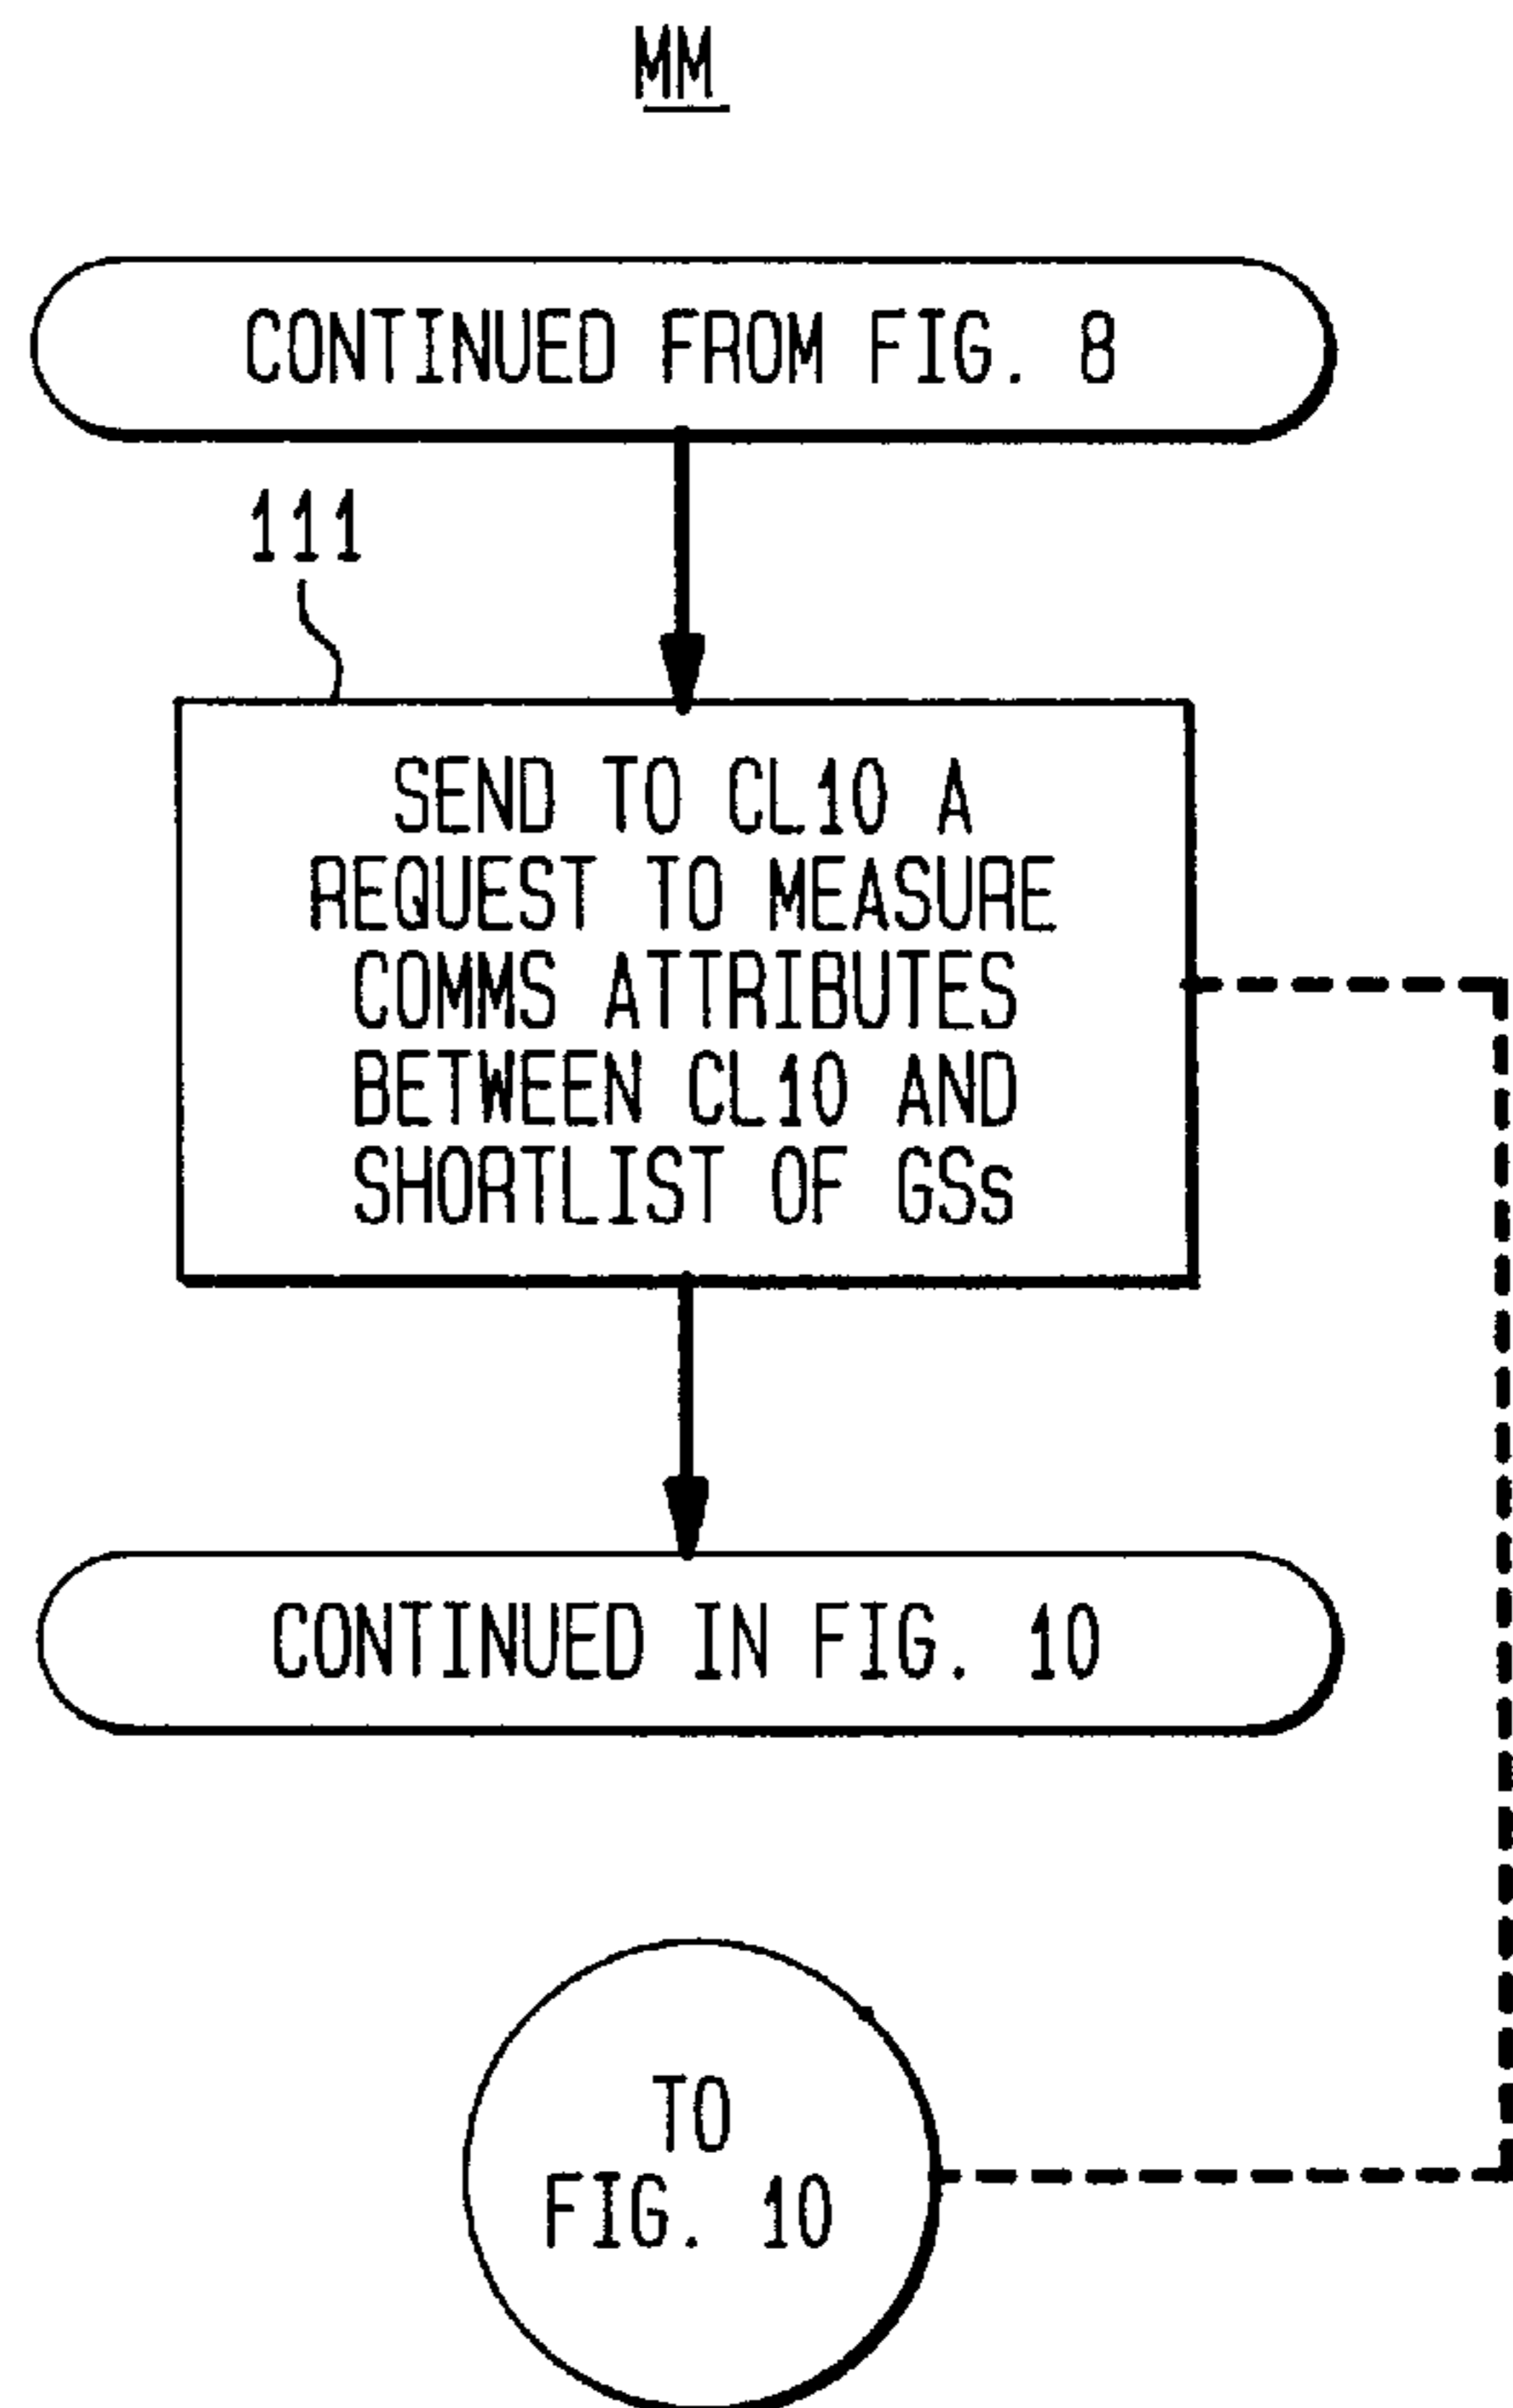 MM
CONTINUED FROM FIG. 8
111
SEND TO CL10 A
REQUEST TO MEASURE
COMMS ATTRIBUTES
BETWEEN CL10 AND
SHORTLIST OF GSs
CONTINUED IN FIG. 10
TO
FIG. 10